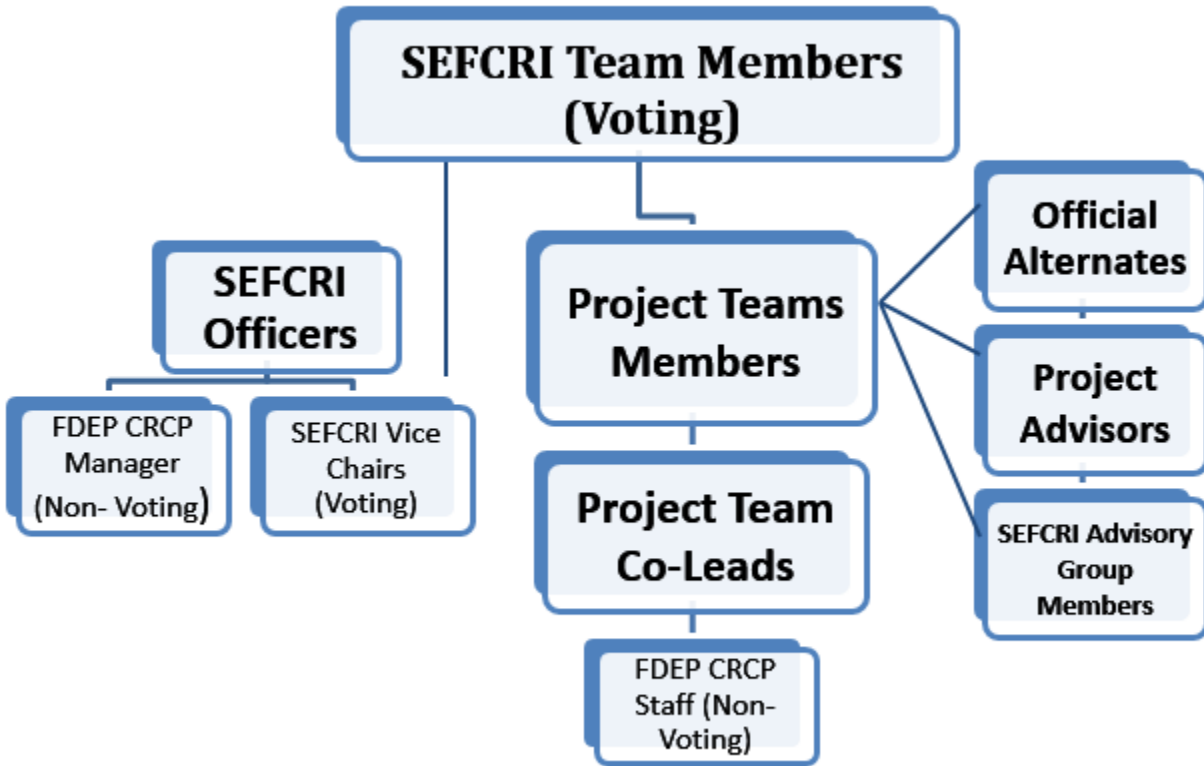 SEFCRI Team Members
(Voting)
SEFCRI
Officers
FDEP CRCP
Manager
(Non- Voting)
SEFCRI Vice
Chairs
(Voting)
Project Teams
Members
Project Team
Co-Leads
FDEP CRCP
Staff (Non-
Voting)
Official
Alternates
Project
Advisors
SEFCRI Advisory
Group
Members